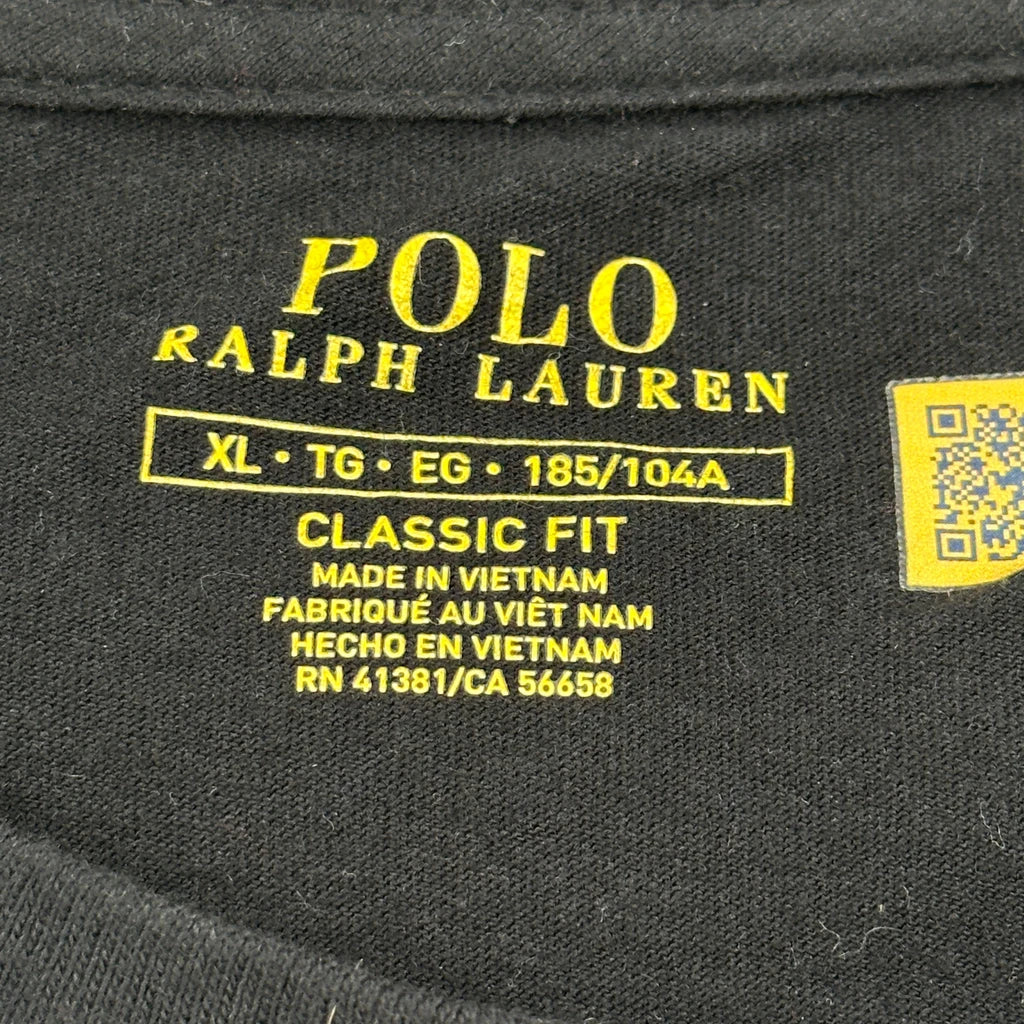 POLO
RALPH LAUREN
XL • TG • EG • 185/104A
CLASSIC FIT
MADE IN VIETNAM
FABRIQUÉ AU VIÊT NAM
HECHO EN VIETNAM
RN 41381/CA 56658